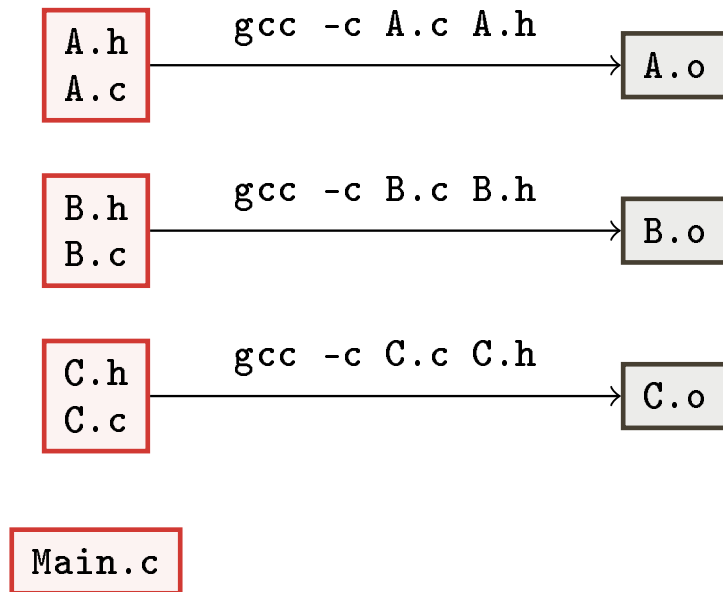 A.h
A.c
gcc -c A.c A.h
A.o
B.h
B.c
gcc -c B.c B.h
B.o
C.h
C.c
gcc -c C.c C.h
C.o
Main.c